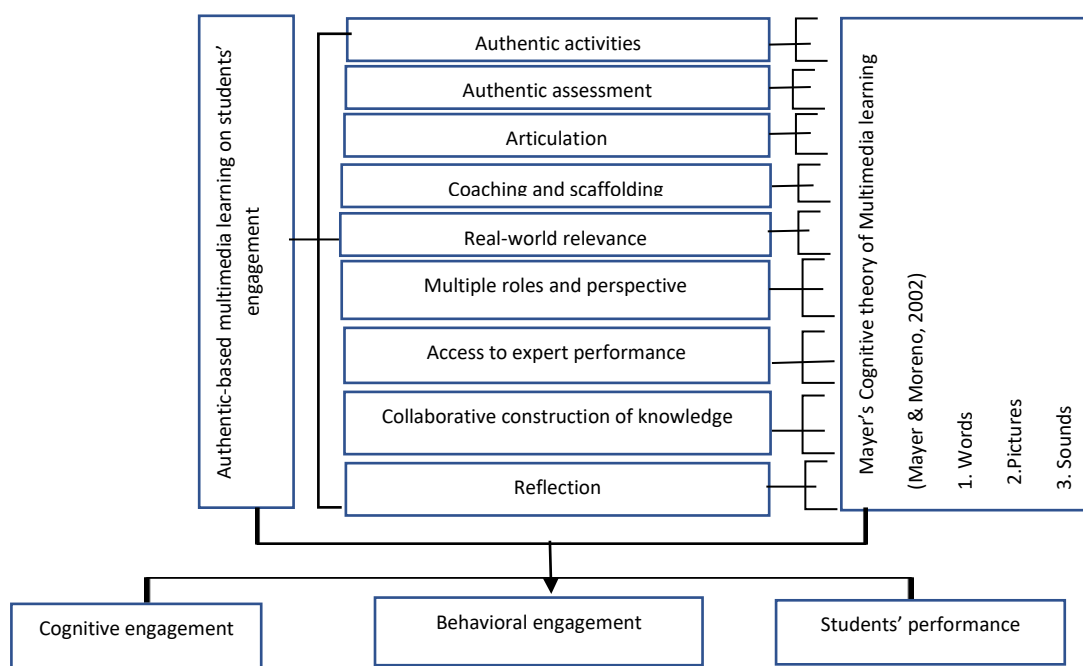 Authentic-based multimedia learning on students’
engagement
Authentic activities
Authentic assessment
Articulation
Coaching and scaffolding
Real-world relevance
Multiple roles and perspective
Access to expert performance
Collaborative construction of knowledge
Reflection
Mayer’s Cognitive theory of Multimedia learning
(Mayer & Moreno, 2002)
1. Words
2.Pictures
3. Sounds
Cognitive engagement
Behavioral engagement
Students’ performance